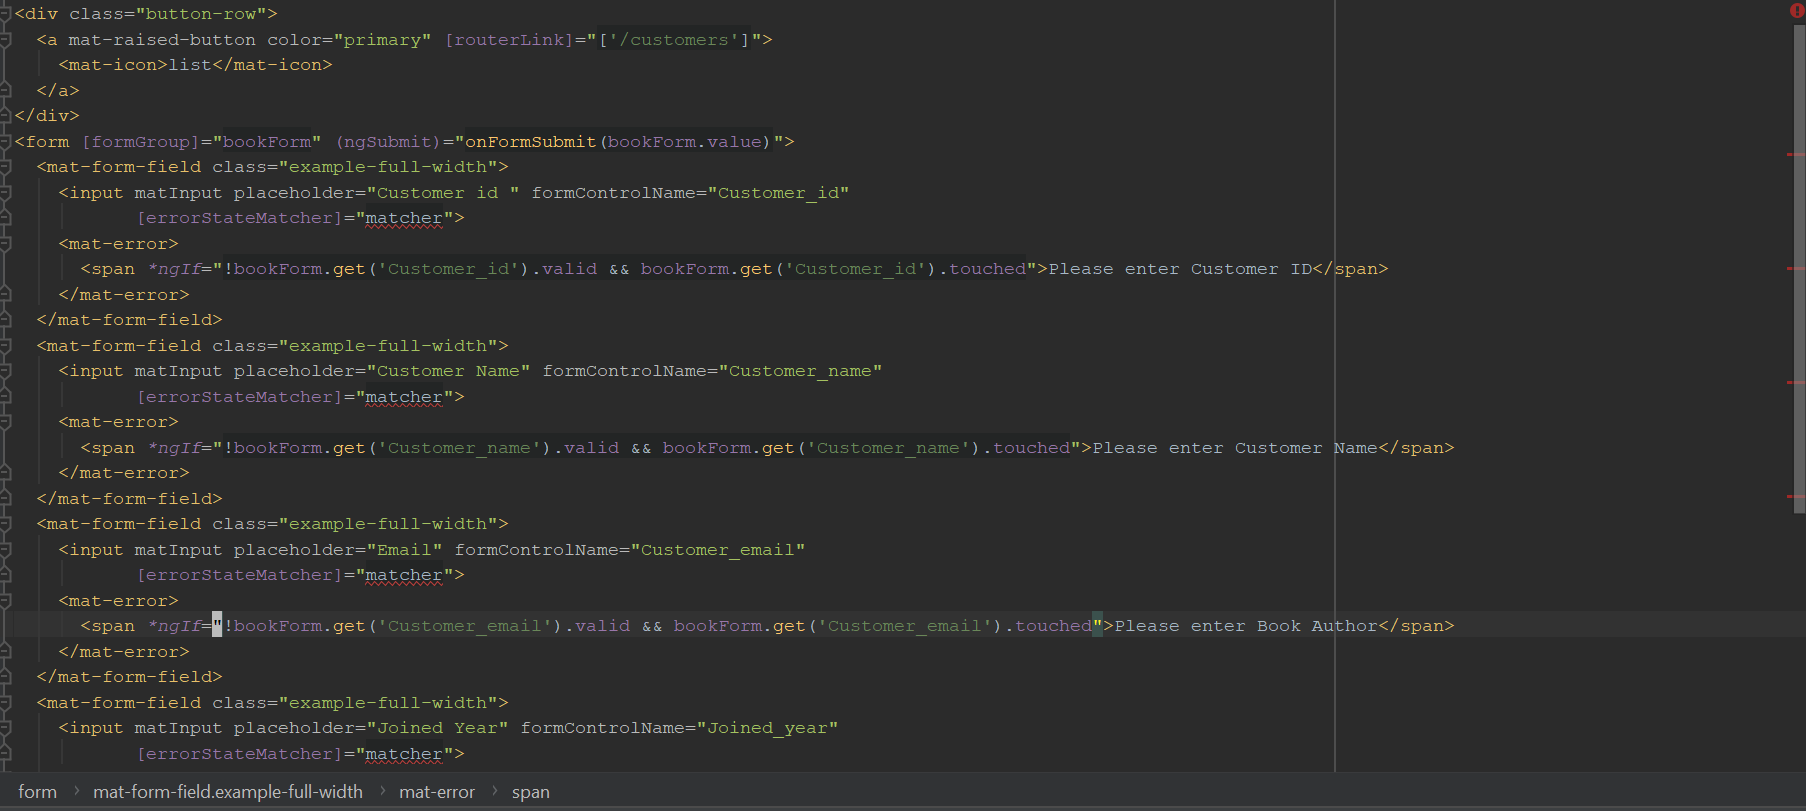 <div class="button-row">
  <a mat-raised-button color="primary" [routerLink]="['/customers']">
    <mat-icon>list</mat-icon>
  </a>
</div>
<form [formGroup]="bookForm" (ngSubmit)="onFormSubmit(bookForm.value)">
  <mat-form-field class="example-full-width">
    <input matInput placeholder="Customer id " formControlName="Customer_id"
           [errorStateMatcher]="matcher">
    <mat-error>
      <span *ngIf="!bookForm.get('Customer_id').valid && bookForm.get('Customer_id').touched">Please enter Customer ID</span>
    </mat-error>
  </mat-form-field>
  <mat-form-field class="example-full-width">
    <input matInput placeholder="Customer Name" formControlName="Customer_name"
           [errorStateMatcher]="matcher">
    <mat-error>
      <span *ngIf="!bookForm.get('Customer_name').valid && bookForm.get('Customer_name').touched">Please enter Customer Name</span>
    </mat-error>
  </mat-form-field>
  <mat-form-field class="example-full-width">
    <input matInput placeholder="Email" formControlName="Customer_email"
           [errorStateMatcher]="matcher">
    <mat-error>
      <span *ngIf="!bookForm.get('Customer_email').valid && bookForm.get('Customer_email').touched">Please enter Book Author</span>
    </mat-error>
  </mat-form-field>
  <mat-form-field class="example-full-width">
    <input matInput placeholder="Joined Year" formControlName="Joined_year"
           [errorStateMatcher]="matcher">
form › mat-form-field.example-full-width › mat-error › span